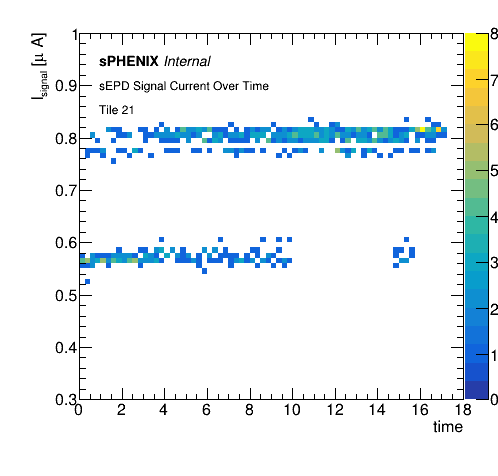 sPHENIX Internal
sEPD Signal Current Over Time
Tile 21
I_signal [μ A]
1
0.9
0.8
0.7
0.6
0.5
0.4
0.3
0 2 4 6 8 10 12 14 16 18
time
8
7
6
5
4
3
2
1
0